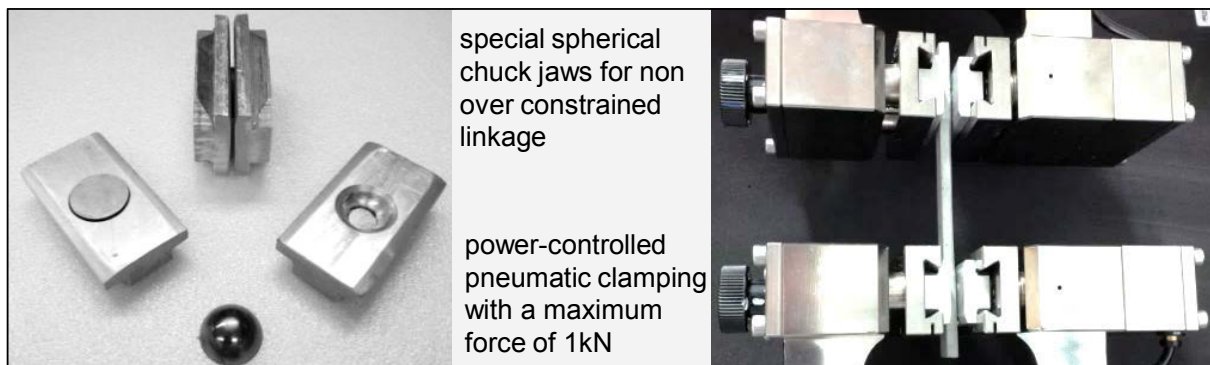 special spherical
chuck jaws for non
over constrained
linkage
power-controlled
pneumatic clamping
with a maximum
force of 1kN